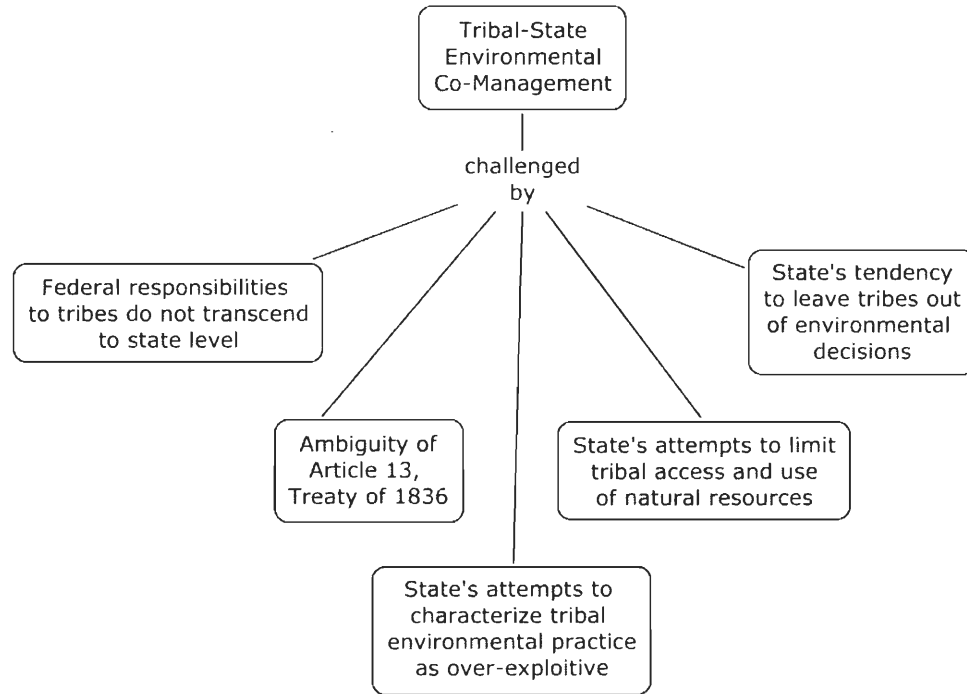 Tribal-State
Environmental
Co-Management
challenged
by
Federal responsibilities
to tribes do not transcend
to state level
State's tendency
to leave tribes out
of environmental
decisions
Ambiguity of
Article 13,
Treaty of 1836
State's attempts to limit
tribal access and use
of natural resources
State's attempts to
characterize tribal
environmental practice
as over-exploitive